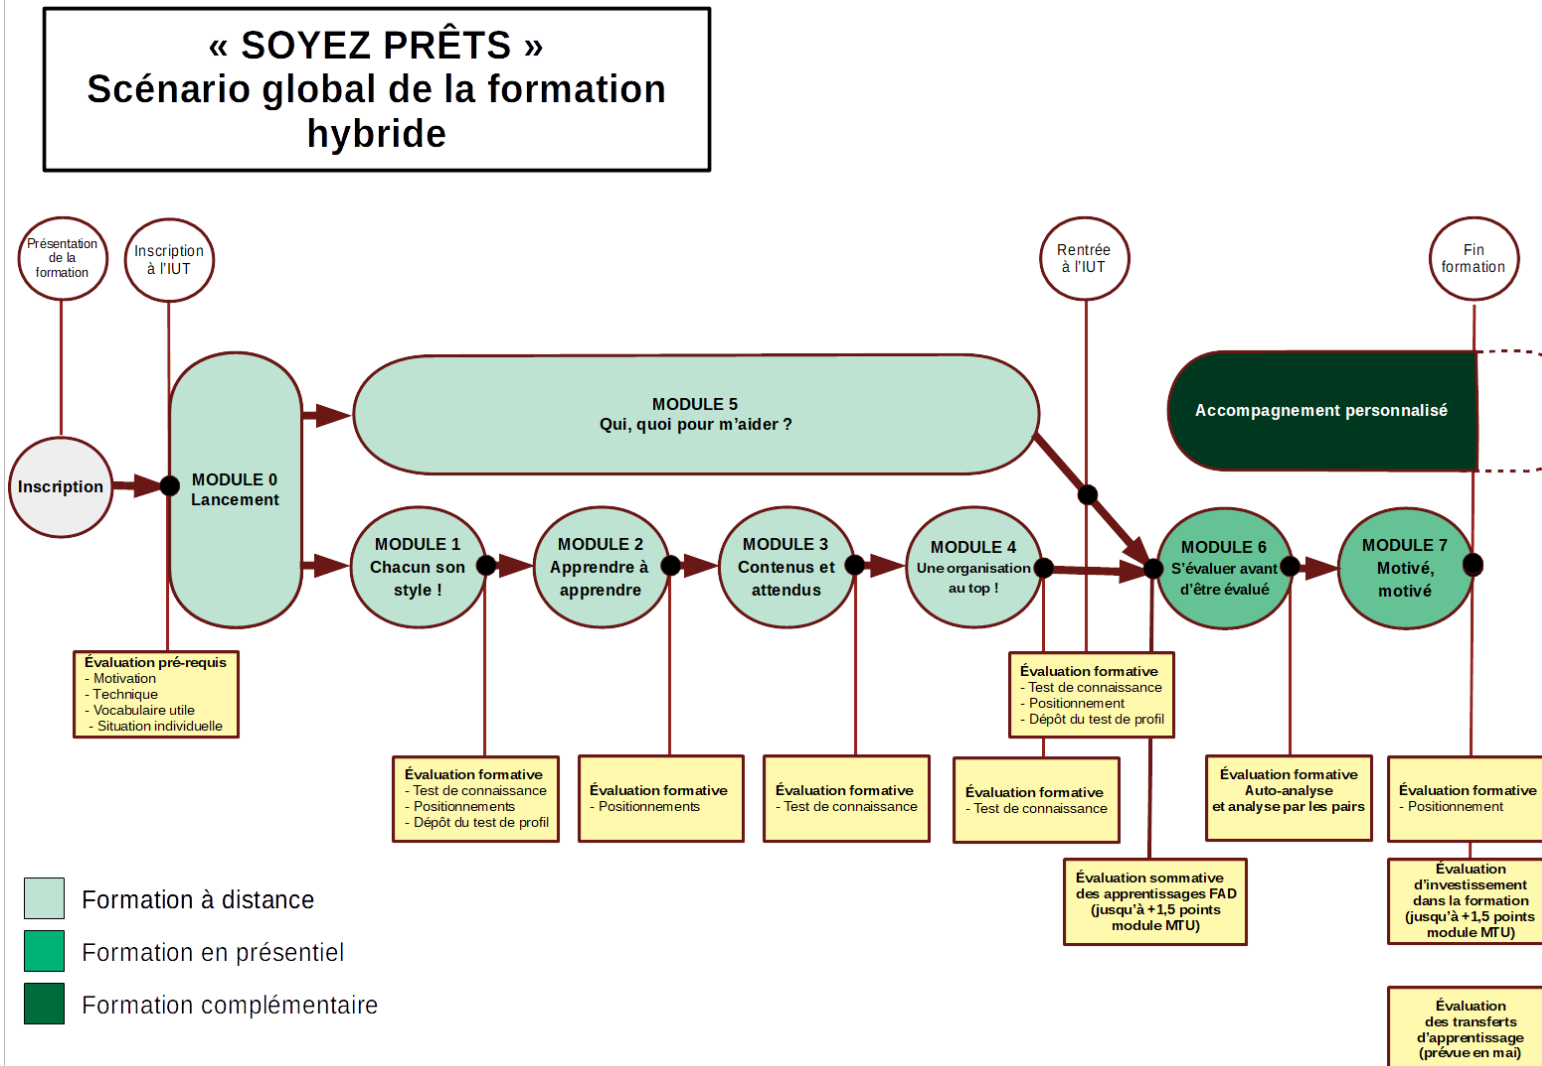 « SOYEZ PRÊTS »
Scénario global de la formation
hybride
Présentation
de la
formation
Inscription
à l'IUT
Rentrée
à l'IUT
Fin
formation
Inscription
MODULE 0
Lancement
MODULE 5
Qui, quoi pour m'aider ?
Accompagnement personnalisé
MODULE 1
Chacun son
style !
MODULE 2
Apprendre à
apprendre
MODULE 3
Contenus et
attendus
MODULE 4
Une organisation
au top !
MODULE 6
S'évaluer avant
d'être évalué
MODULE 7
Motivé,
motivé
Évaluation pré-requis
- Motivation
- Technique
- Vocabulaire utile
- Situation individuelle
Évaluation formative
- Test de connaissance
- Positionnement
- Dépôt du test de profil
Évaluation formative
- Test de connaissance
- Positionnements
- Dépôt du test de profil
Évaluation formative
- Positionnements
Évaluation formative
- Test de connaissance
Évaluation formative
- Test de connaissance
Évaluation formative
Auto-analyse
et analyse par les pairs
Évaluation formative
- Positionnement
Évaluation sommative
des apprentissages FAD
(jusqu'à +1,5 points
module MTU)
Évaluation
d'investissement
dans la formation
(jusqu'à +1,5 points
module MTU)
Évaluation
des transferts
d'apprentissage
(prévue en mai)
Formation à distance
Formation en présentiel
Formation complémentaire